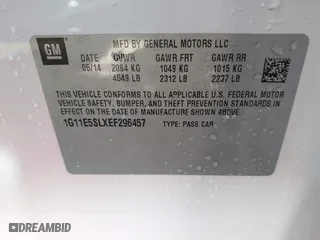 GM
MFD BY GENERAL MOTORS LLC
DATE GVWR GAWR FRT GAWR RR
05/14 2064 KG 1049 KG 1015 KG
4549 LB 2312 LB 2237 LB
THIS VEHICLE CONFORMS TO ALL APPLICABLE U.S. FEDERAL MOTOR
VEHICLE SAFETY, BUMPER, AND THEFT PREVENTION STANDARDS IN
EFFECT ON THE DATE OF MANUFACTURE SHOWN ABOVE.
1G11E5SLXEF296457 TYPE: PASS CAR
DREAMBID